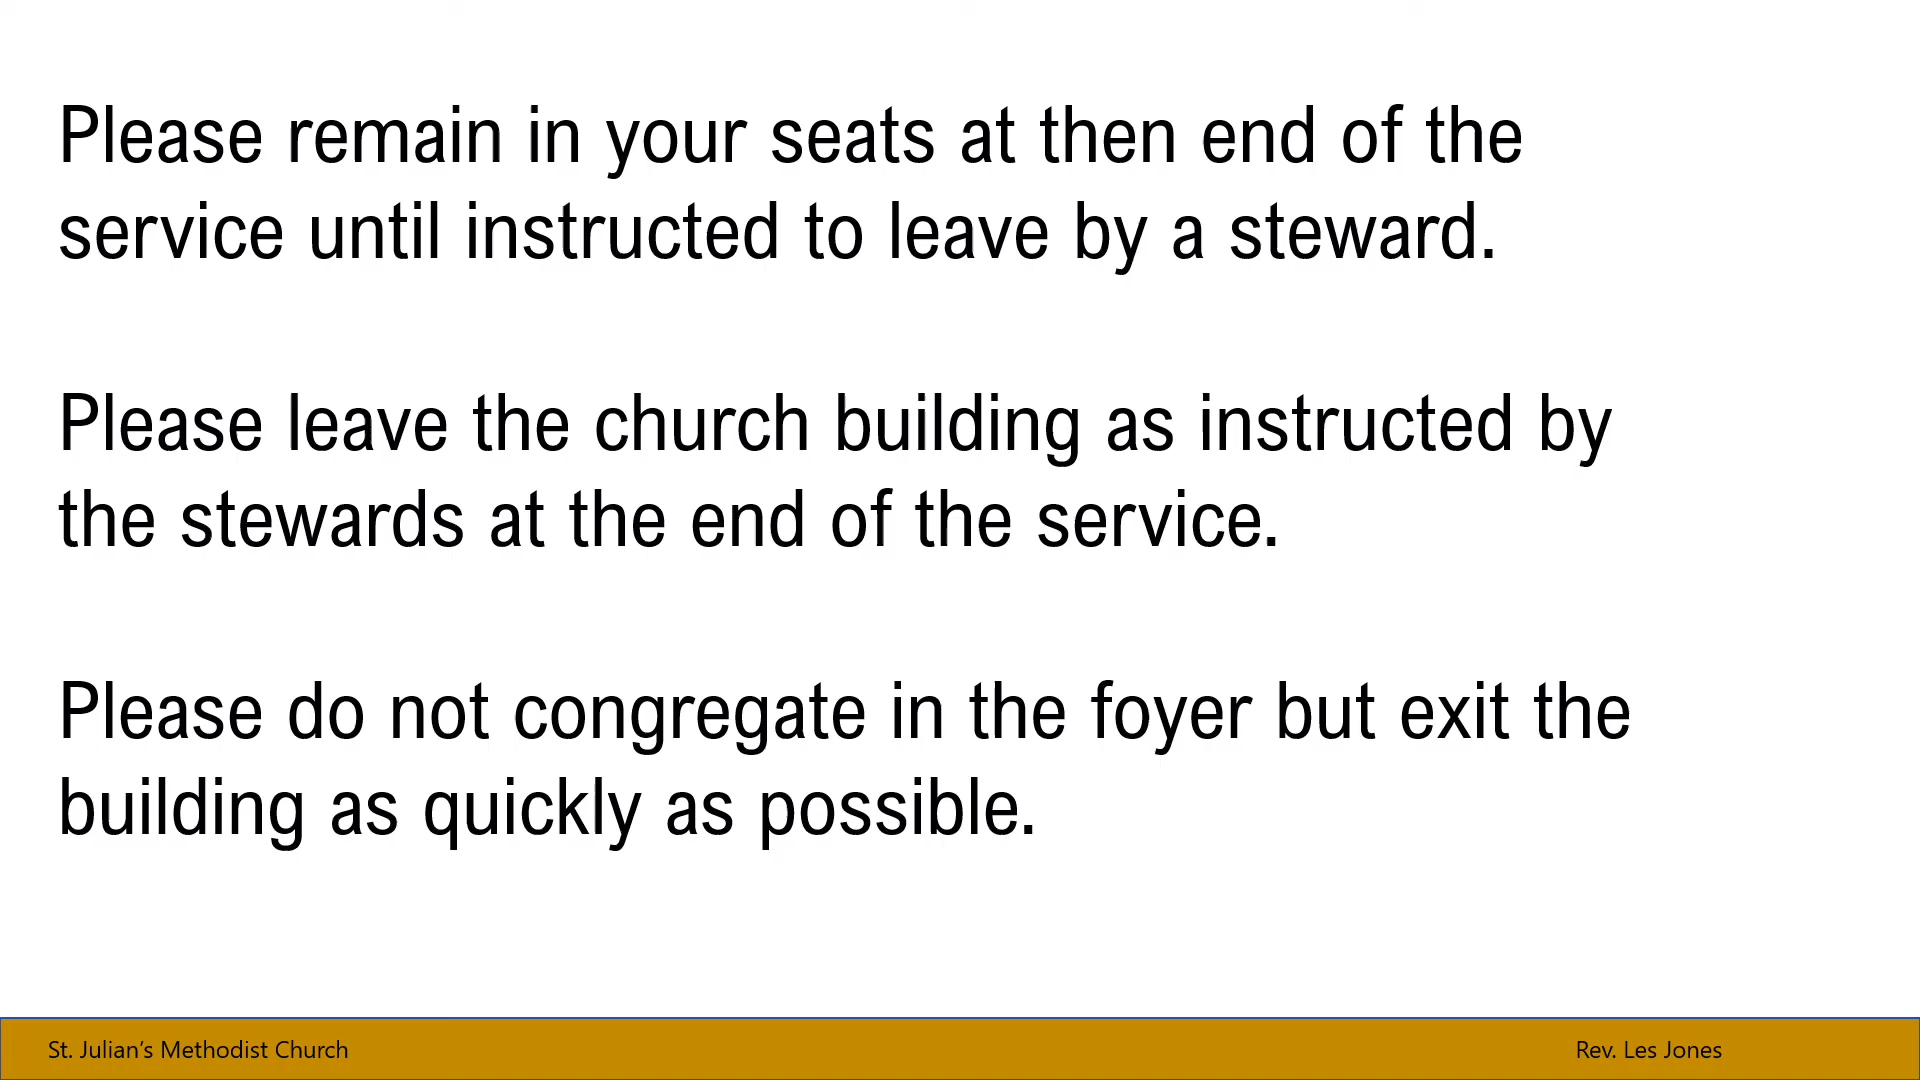 Please remain in your seats at then end of the
service until instructed to leave by a steward.
Please leave the church building as instructed by
the stewards at the end of the service.
Please do not congregate in the foyer but exit the
building as quickly as possible.
St. Julian’s Methodist Church
Rev. Les Jones